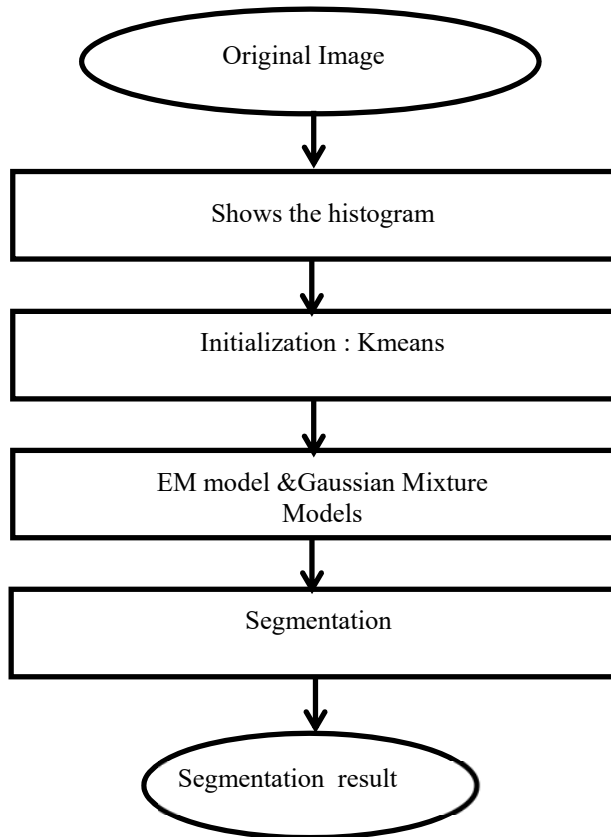 Original Image
Shows the histogram
Initialization : Kmeans
EM model &Gaussian Mixture
Models
Segmentation
Segmentation result